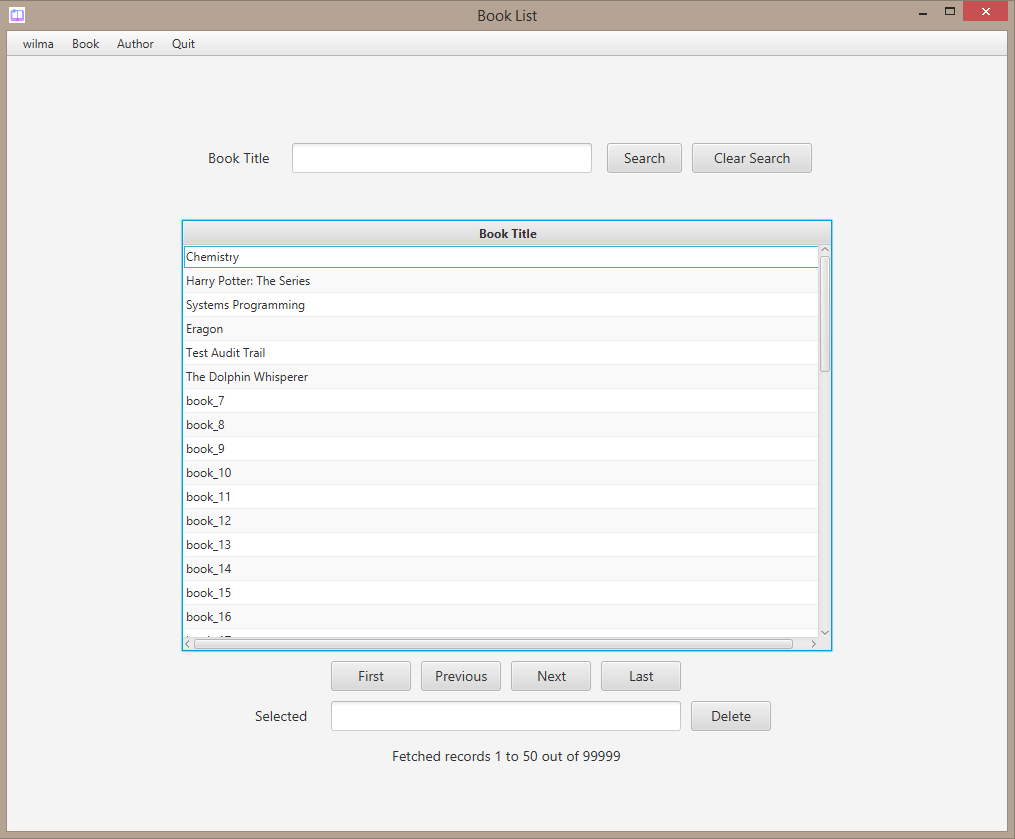 Book List
wilma Book Author Quit
Book Title Search Clear Search
Book Title
Chemistry
Harry Potter: The Series
Systems Programming
Eragon
Test Audit Trail
The Dolphin Whisperer
book_7
book_8
book_9
book_10
book_11
book_12
book_13
book_14
book_15
book_16
First Previous Next Last
Selected Delete
Fetched records 1 to 50 out of 99999